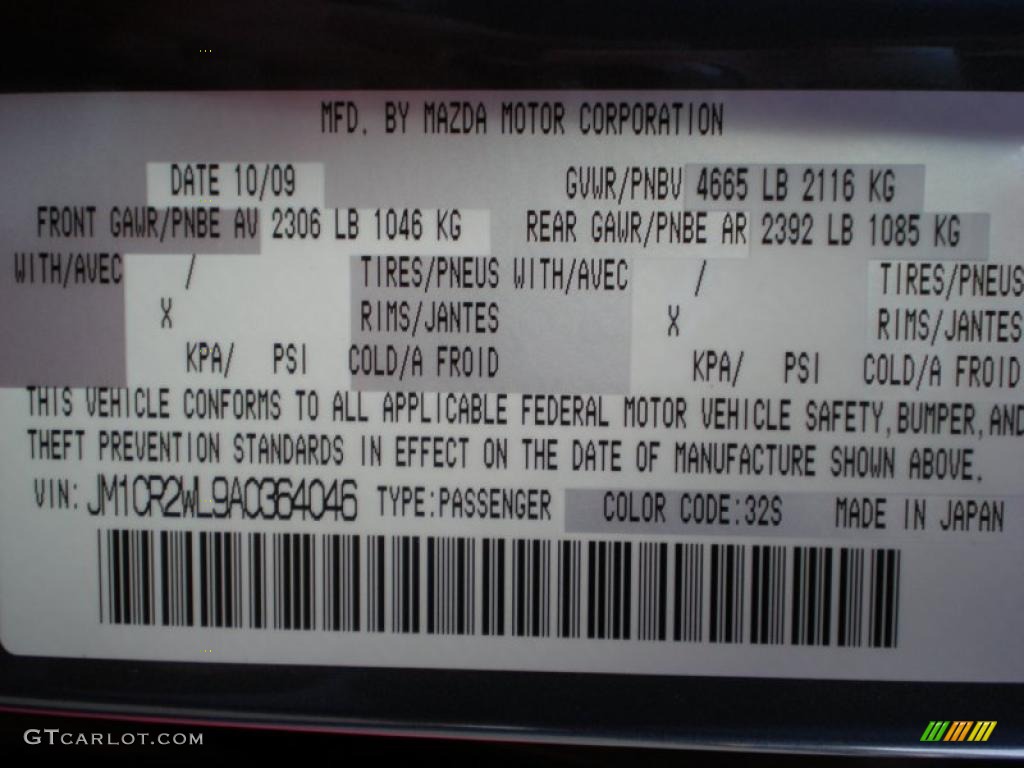 MFD. BY MAZDA MOTOR CORPORATION
DATE 10/09 GVWR/PNBV 4665 LB 2116 KG
FRONT GAWR/PNBE AV 2306 LB 1046 KG REAR GAWR/PNBE AR 2392 LB 1085 KG
WITH/AVEC / TIRES/PNEUS WITH/AVEC / TIRES/PNEUS
X RIMS/JANTES X RIMS/JANTES
KPA/ PSI COLD/A FROID KPA/ PSI COLD/A FROID
THIS VEHICLE CONFORMS TO ALL APPLICABLE FEDERAL MOTOR VEHICLE SAFETY, BUMPER, AND
THEFT PREVENTION STANDARDS IN EFFECT ON THE DATE OF MANUFACTURE SHOWN ABOVE.
VIN: JM1CR2WL9A0364046 TYPE:PASSENGER COLOR CODE:32S MADE IN JAPAN
GTCARLOT.COM